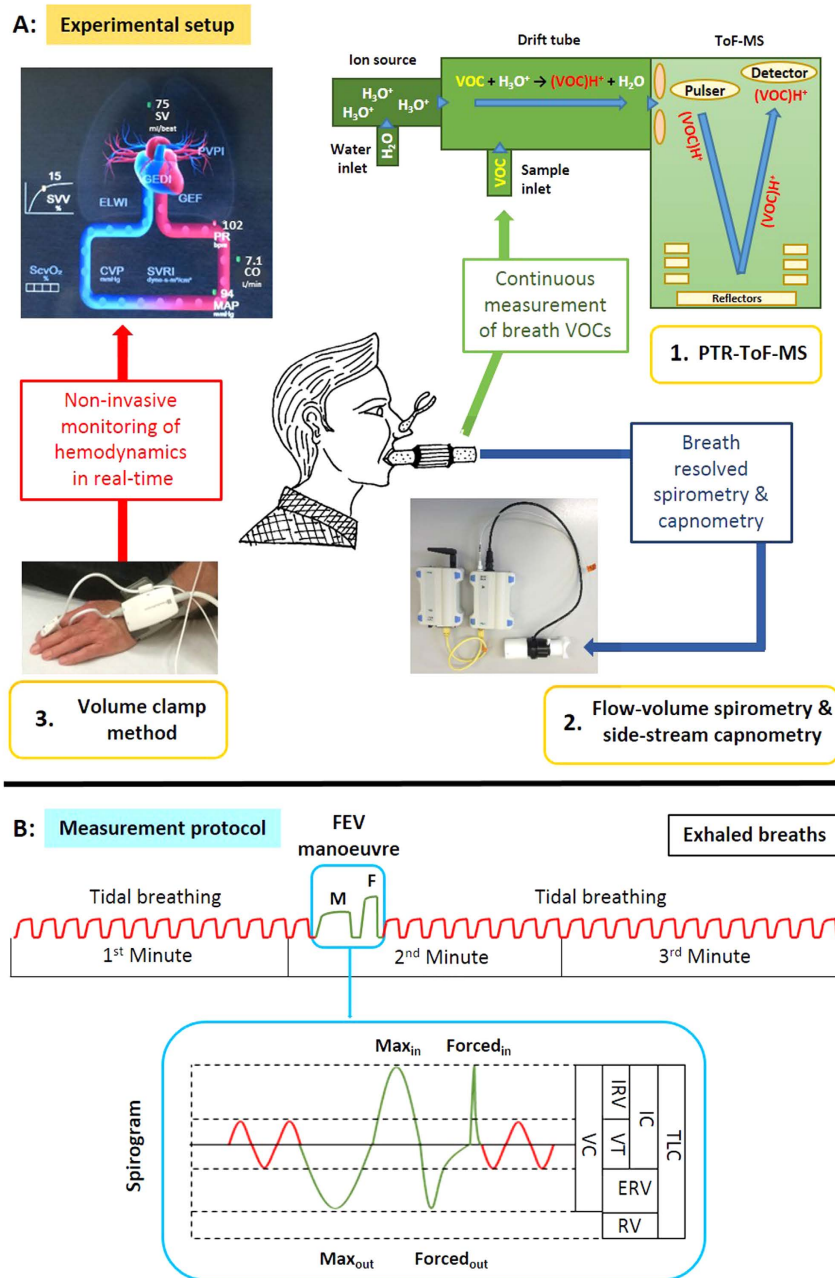 A: Experimental setup
75
SV
ml/beat
PVPI
GEDI
15
SVV
%
ELWI
GEF
102
PR
bpm
7.1
CO
L/min
ScvO₂
%
CVP
mmHg
SVRI
dyne-s-m²/cm⁵
94
MAP
mmHg
Ion source
Drift tube
ToF-MS
H₃O⁺
H₃O⁺
H₃O⁺
VOC + H₃O⁺ → (VOC)H⁺ + H₂O
Pulser
Detector
(VOC)H⁺
(VOC)H⁺
(VOC)H⁺
Water
inlet
H₂O
VOC
Sample
inlet
Reflectors
Continuous
measurement
of breath VOCs
1. PTR-ToF-MS
Non-invasive
monitoring of
hemodynamics
in real-time
Breath
resolved
spirometry &
capnometry
3. Volume clamp
method
2. Flow-volume spirometry &
side-stream capnometry
B: Measurement protocol
FEV
manoeuvre
Exhaled breaths
Tidal breathing
M
F
Tidal breathing
1st Minute
2nd Minute
3rd Minute
Spirogram
Maxin
Forcedin
VC
IRV
VT
IC
TLC
ERV
RV
Maxout
Forcedout